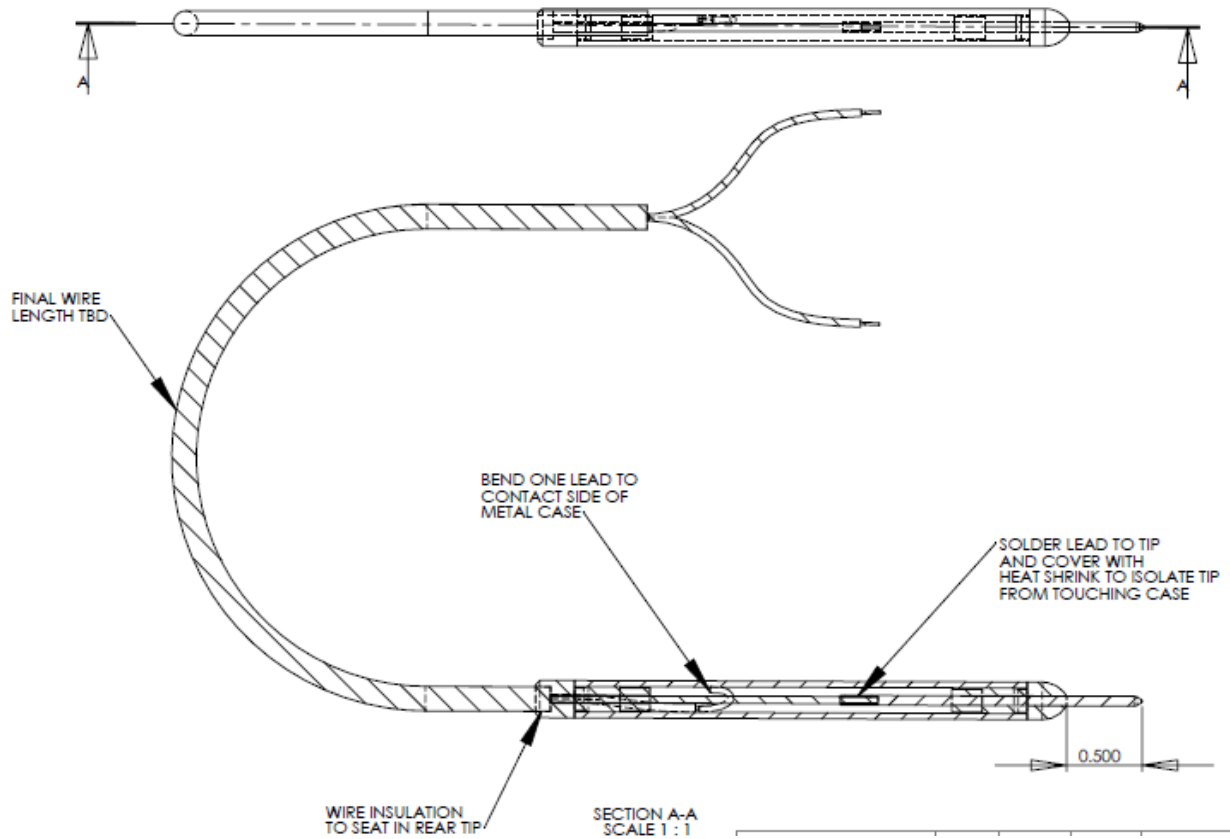 A
A
FINAL WIRE
LENGTH TBD
BEND ONE LEAD TO
CONTACT SIDE OF
METAL CASE
SOLDER LEAD TO TIP
AND COVER WITH
HEAT SHRINK TO ISOLATE TIP
FROM TOUCHING CASE
0.500
WIRE INSULATION
TO SEAT IN REAR TIP
SECTION A-A
SCALE 1 : 1